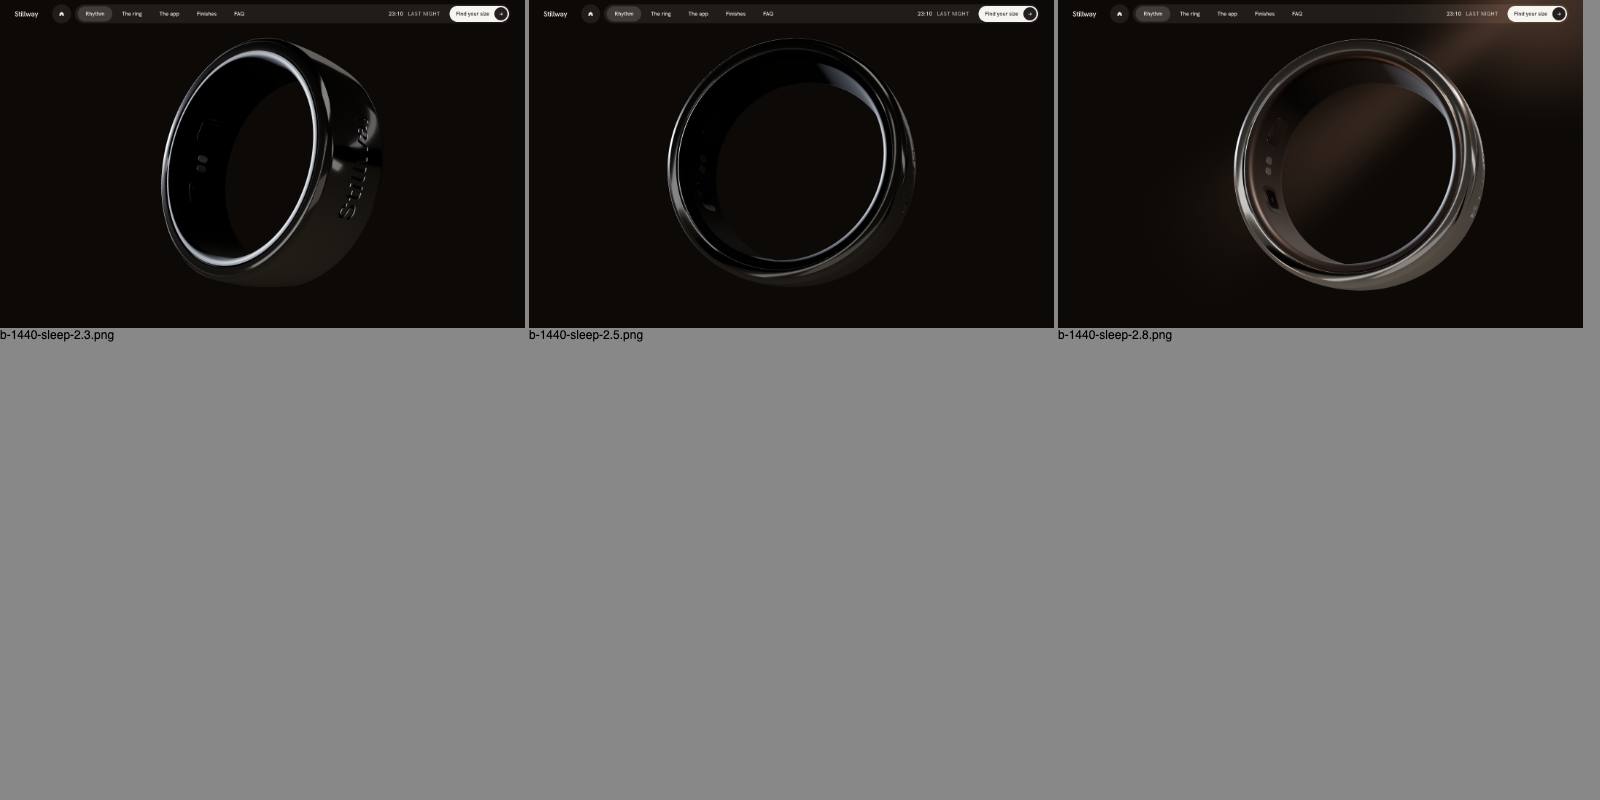 Stillway Rhythm The ring The app Finishes FAQ 23:10 LAST NIGHT Find your size
Stillway Rhythm The ring The app Finishes FAQ 23:10 LAST NIGHT Find your size
Stillway Rhythm The ring The app Finishes FAQ 23:10 LAST NIGHT Find your size
Stillway
b-1440-sleep-2.3.png
b-1440-sleep-2.5.png
b-1440-sleep-2.8.png